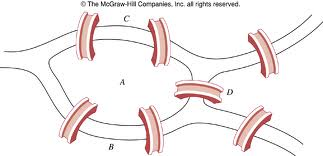 © The McGraw-Hill Companies, Inc. all rights reserved.
C
A
D
B